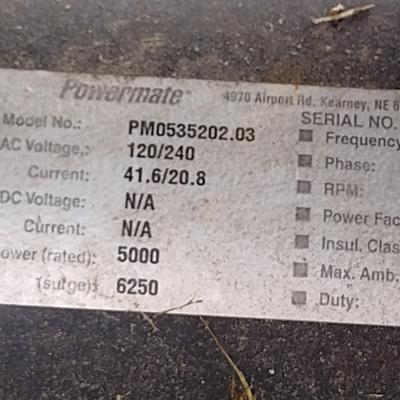 Powermate
4970 Airport Rd. Kearney, NE 6
Model No.: PM0535202.03
AC Voltage,: 120/240
Current: 41.6/20.8
DC Voltage: N/A
Current: N/A
ower (rated): 5000
(surge): 6250
SERIAL NO.
Frequency
Phase:
RPM:
Power Fac
Insul. Clas
Max. Amb.
Duty: